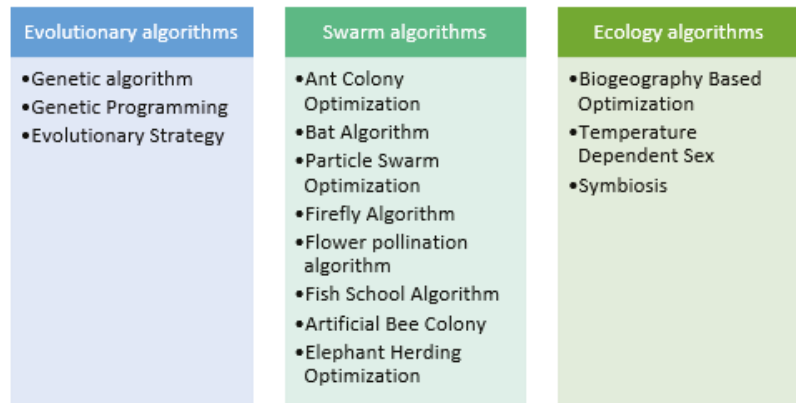 Evolutionary algorithms
•Genetic algorithm
•Genetic Programming
•Evolutionary Strategy
Swarm algorithms
•Ant Colony
Optimization
•Bat Algorithm
•Particle Swarm
Optimization
•Firefly Algorithm
•Flower pollination
algorithm
•Fish School Algorithm
•Artificial Bee Colony
•Elephant Herding
Optimization
Ecology algorithms
•Biogeography Based
Optimization
•Temperature
Dependent Sex
•Symbiosis